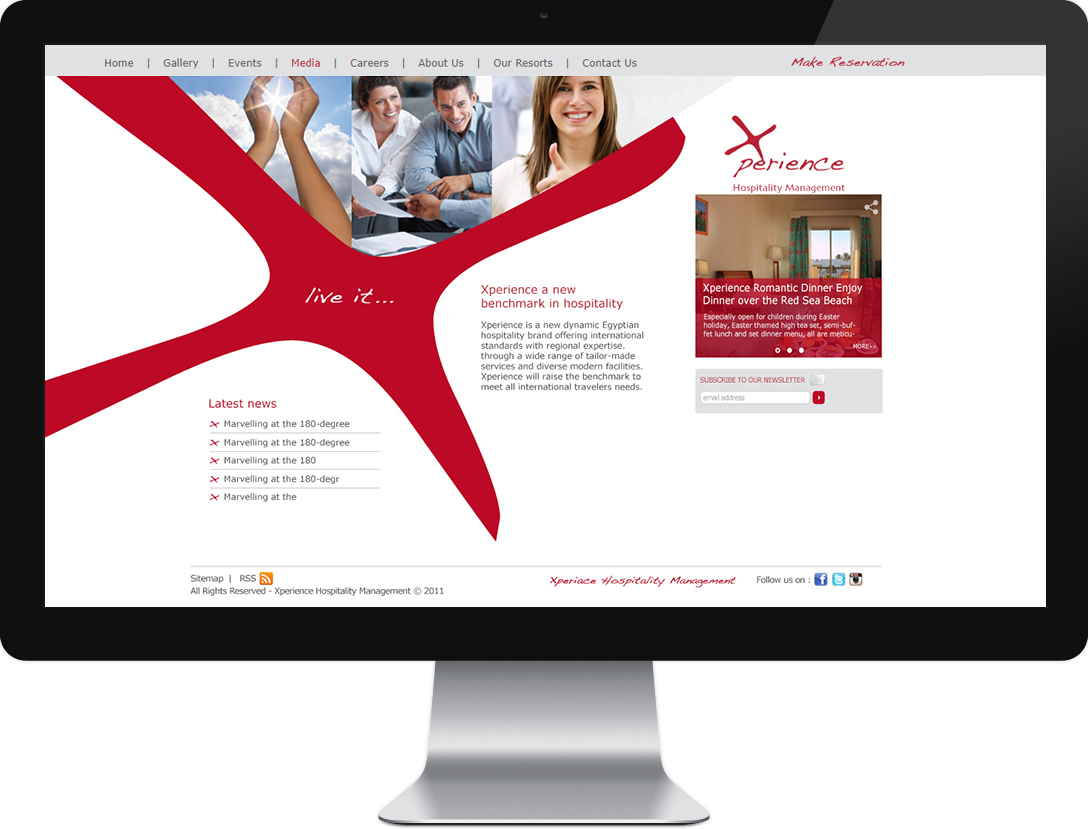 Home | Gallery | Events | Media | Careers | About Us | Our Resorts | Contact Us
Make Reservation
Xperience
Hospitality Management
live it...
Xperience a new
benchmark in hospitality
Xperience is a new dynamic Egyptian
hospitality brand offering international
standards with regional expertise.
through a wide range of tailor-made
services and diverse modern facilities.
Xperience will raise the benchmark to
meet all international travelers needs.
Xperience Romantic Dinner Enjoy
Dinner over the Red Sea Beach
Especially open for children during Easter
holiday, Easter themed high tea set, semi-buf-
fet lunch and set dinner menu, all are meticu-
MORE>>
SUBSCRIBE TO OUR NEWSLETTER
email address
Latest news
Marvelling at the 180-degree
Marvelling at the 180-degree
Marvelling at the 180
Marvelling at the 180-degr
Marvelling at the
Sitemap | RSS
All Rights Reserved - Xperience Hospitality Management © 2011
Xperiace Hospitality Management
Follow us on :